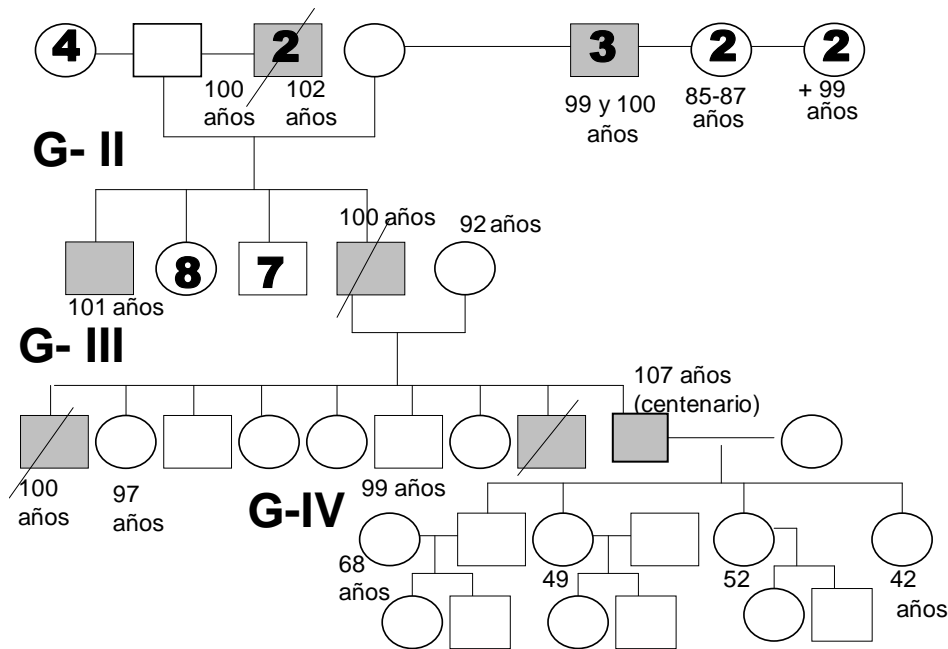 4
2
3
2
2
100
años
102
años
99 y 100
años
85-87
años
+ 99
años
G- II
100 años
92 años
8
7
101 años
G- III
107 años
(centenario)
100
años
97
años
99 años
G-IV
68
años
49
52
42
años